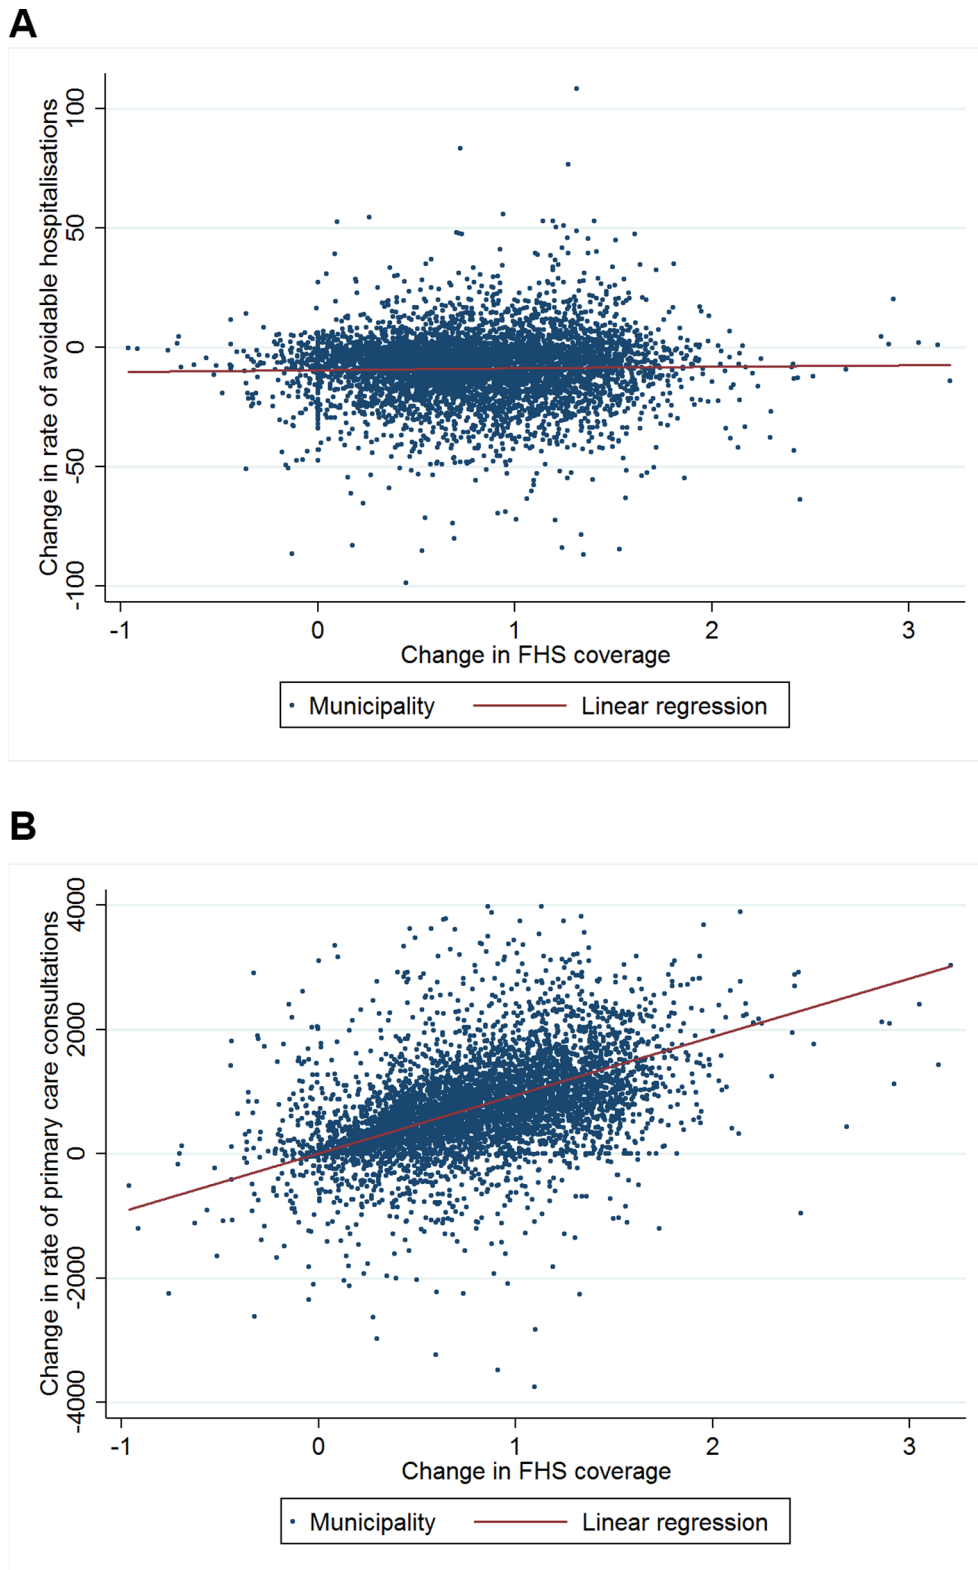 A
Change in rate of avoidable hospitalisations
100
50
0
-50
-100
-1 0 1 2 3
Change in FHS coverage
Municipality Linear regression
B
Change in rate of primary care consultations
4000
2000
0
-2000
-4000
-1 0 1 2 3
Change in FHS coverage
Municipality Linear regression